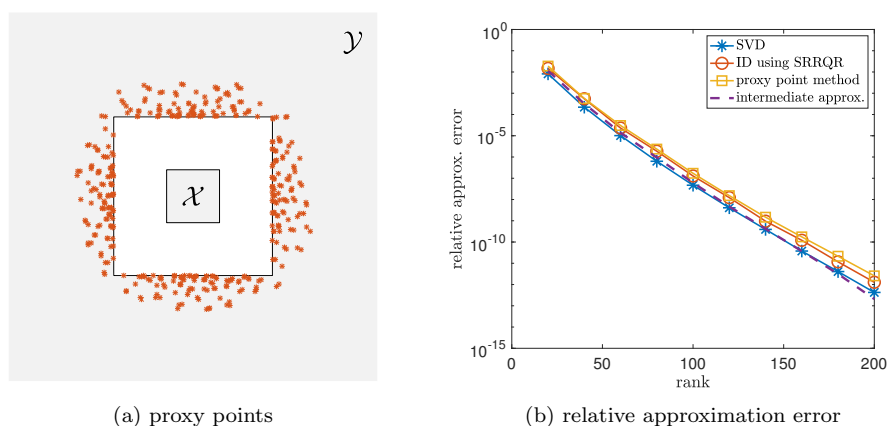 𝒴
𝒳
(a) proxy points
relative approx. error
10^0
10^-5
10^-10
10^-15
SVD
ID using SRRQR
proxy point method
intermediate approx.
0 50 100 150 200
rank
(b) relative approximation error